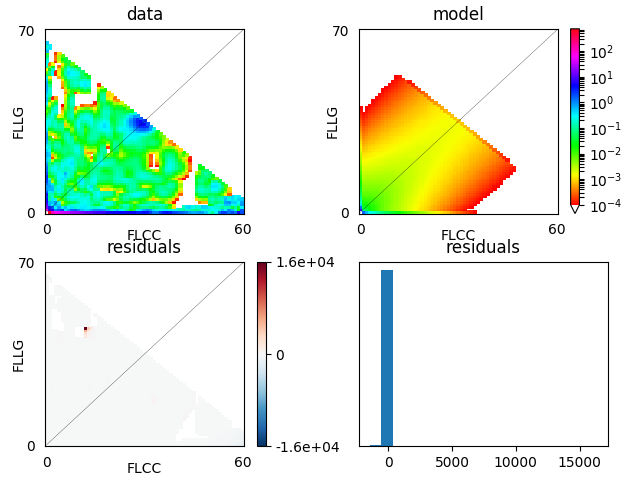 data
model
70
FLLG
0
0
FLCC
60
70
FLLG
0
0
FLCC
60
10²
10¹
10⁰
10⁻¹
10⁻²
10⁻³
10⁻⁴
residuals
residuals
70
FLLG
0
0
FLCC
60
1.6e+04
0
-1.6e+04
0
5000
10000
15000